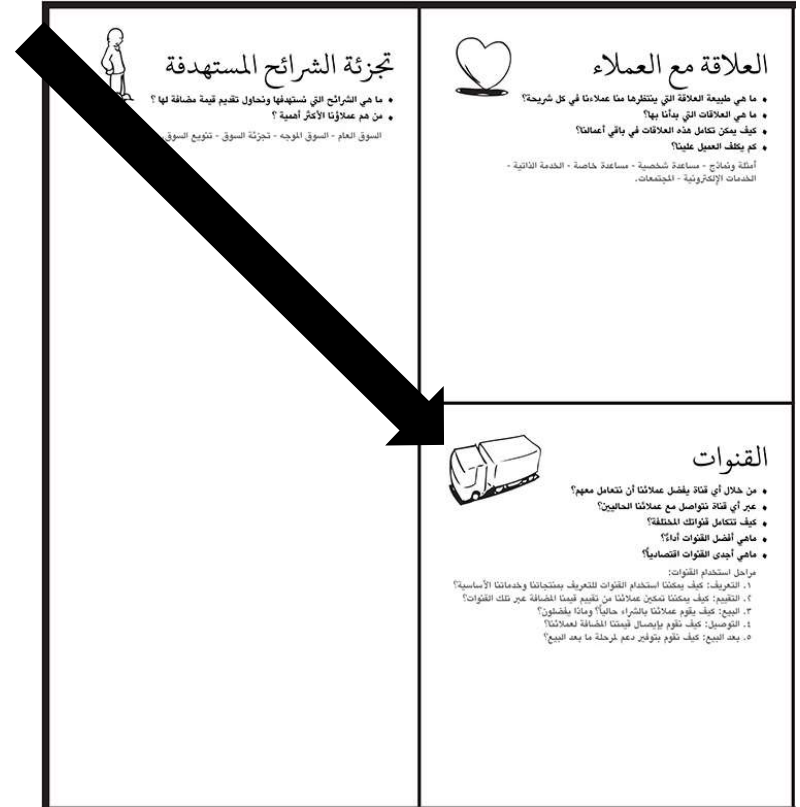 العلاقة مع العملاء
• ما هي طبيعة العلاقة التي ينتظرها منا عملاءنا في كل شريحة؟
• ما هي العلاقات التي بدأنا بها؟
• كيف يمكن تكامل هذه العلاقات في باقي أعمالنا؟
• كم يكلف العميل علينا؟
أمثلة ونماذج - مساعدة شخصية - مساعدة خاصة - الخدمة الذاتية -
الخدمات الإلكترونية - المجتمعات.
القنوات
• من خلال أي قناة يفضل عملائنا أن نتعامل معهم؟
• عبر أي قناة نتواصل مع عملائنا الحاليين؟
• كيف تتكامل قنواتك المختلفة؟
• ماهي أفضل القنوات أداءً؟
• ماهي أجدى القنوات اقتصادياً؟
مراحل استخدام القنوات:
١. التعريف: كيف يمكننا استخدام القنوات للتعريف بمنتجاتنا وخدماتنا الأساسية؟
٢. التقييم: كيف يمكننا تمكين عملائنا من تقييم قيمنا المضافة عبر تلك القنوات؟
٣. البيع: كيف يقوم عملائنا بالشراء حالياً؟ وماذا يفضلون؟
٤. التوصيل: كيف نقوم بإيصال قيمتنا المضافة لعملائنا؟
٥. بعد البيع: كيف نقوم بتوفير دعم لمرحلة ما بعد البيع؟
تجزئة الشرائح المستهدفة
• ما هي الشرائح التي نستهدفها ونحاول تقديم قيمة مضافة لها ؟
• من هم عملاؤنا الأكثر أهمية ؟
السوق العام - السوق الموجه - تجزئة السوق - تنويع السوق